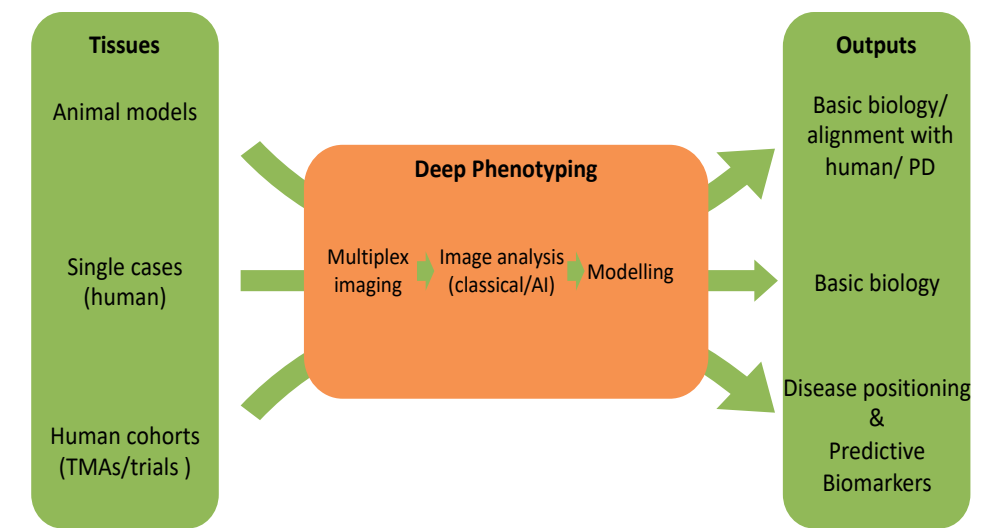 Tissues
Animal models
Single cases
(human)
Human cohorts
(TMAs/trials )
Deep Phenotyping
Multiplex
imaging
Image analysis
(classical/AI)
Modelling
Outputs
Basic biology/
alignment with
human/ PD
Basic biology
Disease positioning
&
Predictive
Biomarkers